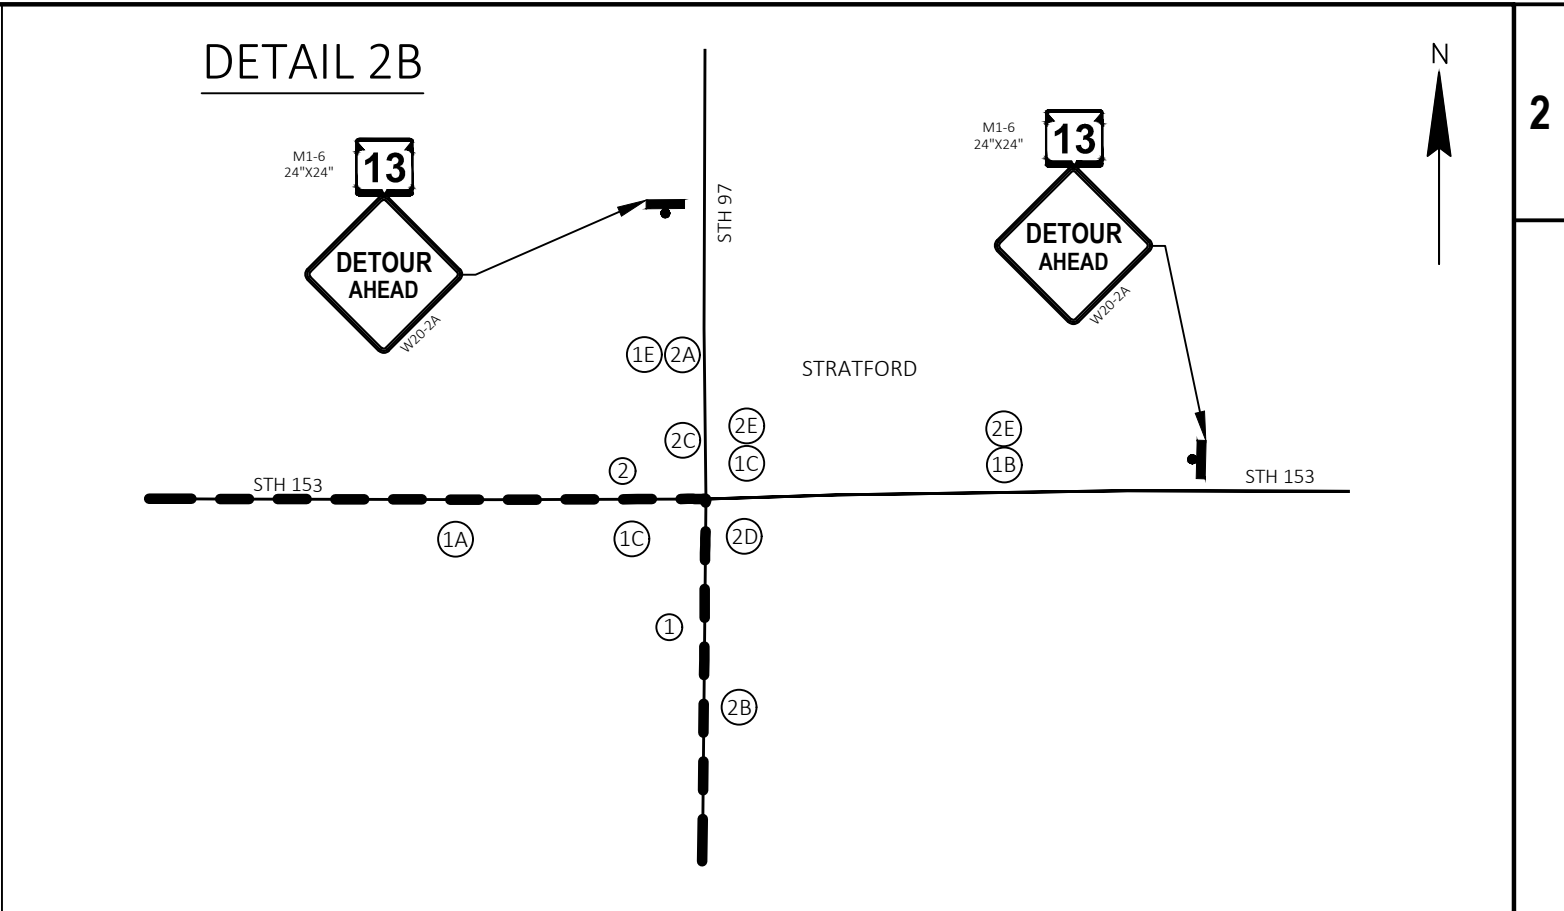 DETAIL 2B
N
2
M1-6
24"X24"
13
DETOUR
AHEAD
W20-2A
M1-6
24"X24"
13
DETOUR
AHEAD
W20-2A
STH 97
1E 2A
STRATFORD
2C
2E
1C
2E
1B
2
STH 153
STH 153
1A
1C
2D
1
2B